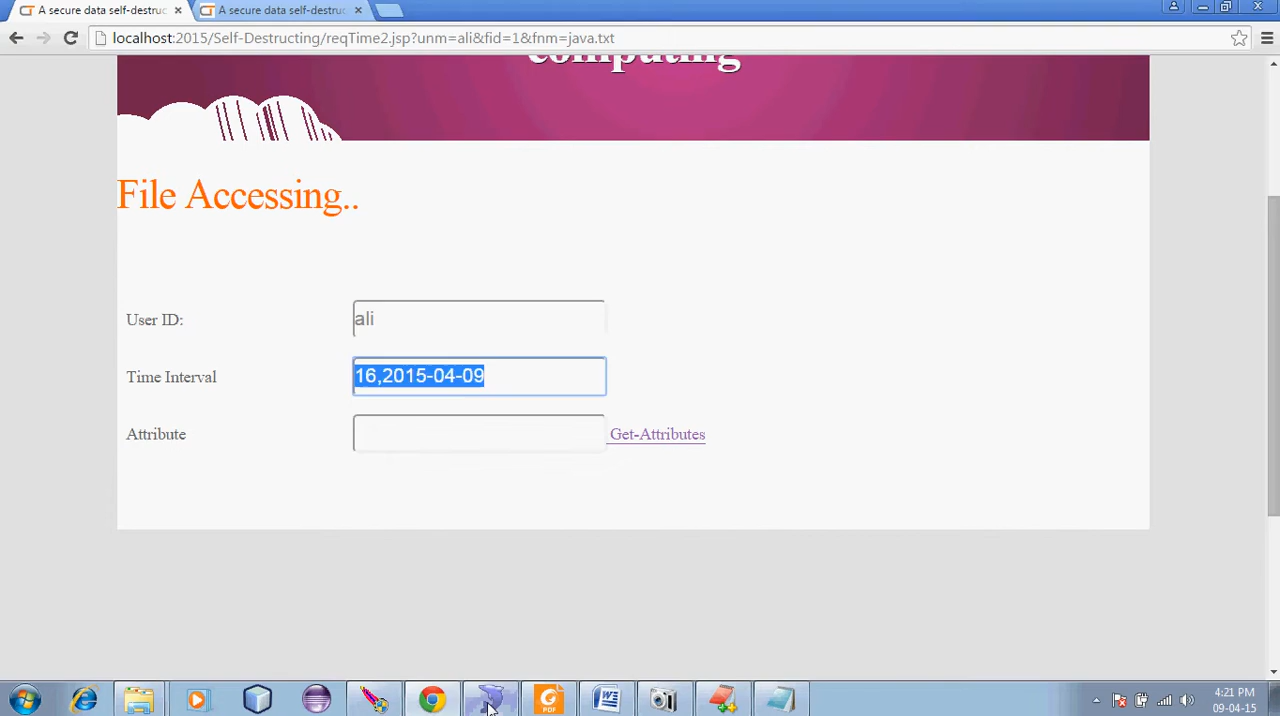 A secure data self-destruc
A secure data self-destruc
localhost:2015/Self-Destructing/reqTime2.jsp?unm=ali&fid=1&fnm=java.txt
computing
File Accessing..
User ID:
ali
Time Interval
16,2015-04-09
Attribute
Get-Attributes
PDF
4:21 PM
09-04-15